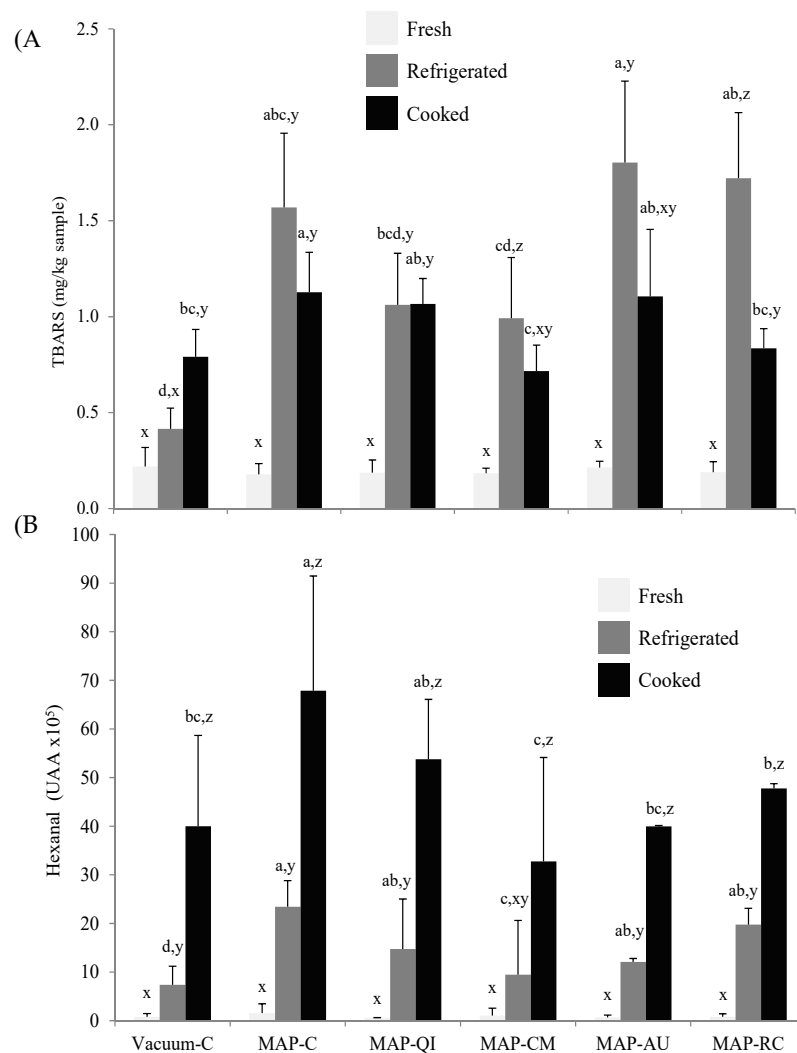 (A
Fresh
Refrigerated
Cooked
2.5
2.0
1.5
1.0
0.5
0.0
TBARS (mg/kg sample)
x
d,x
bc,y
x
abc,y
a,y
x
bcd,y
ab,y
x
cd,z
c,xy
x
a,y
ab,xy
x
ab,z
bc,y
(B
Fresh
Refrigerated
Cooked
100
90
80
70
60
50
40
30
20
10
0
Hexanal (UAA x10⁵)
x
d,y
bc,z
x
a,y
a,z
x
ab,y
ab,z
x
c,xy
c,z
x
ab,y
bc,z
x
ab,y
b,z
Vacuum-C MAP-C MAP-QI MAP-CM MAP-AU MAP-RC